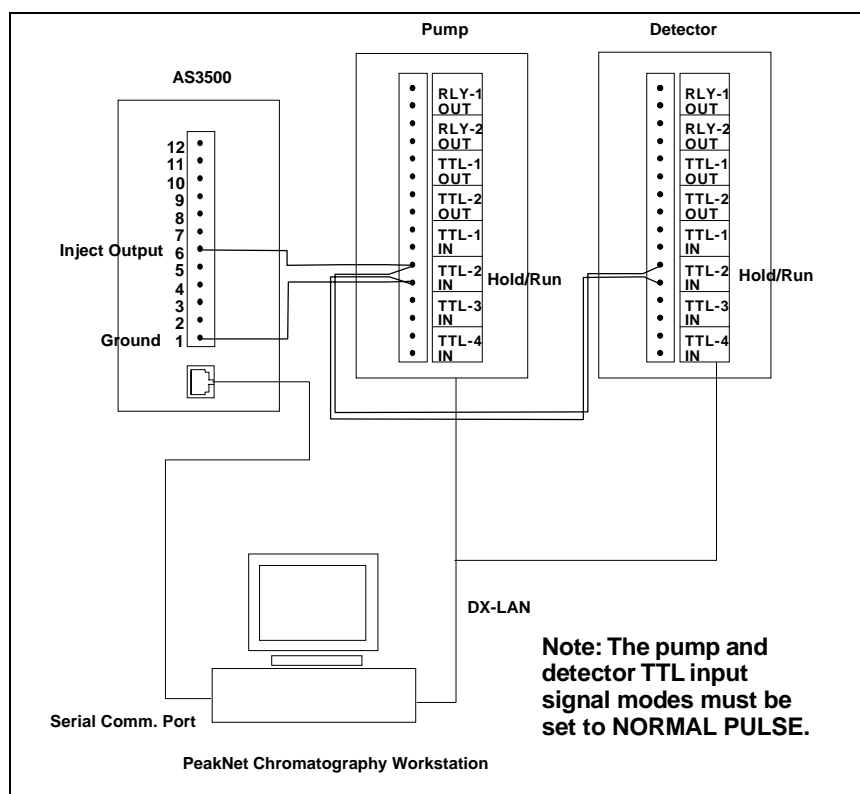 Pump
Detector
AS3500
12
11
10
9
8
7
6
5
4
3
2
1
Inject Output
Ground
RLY-1
OUT
RLY-2
OUT
TTL-1
OUT
TTL-2
OUT
TTL-1
IN
TTL-2
IN
TTL-3
IN
TTL-4
IN
Hold/Run
RLY-1
OUT
RLY-2
OUT
TTL-1
OUT
TTL-2
OUT
TTL-1
IN
TTL-2
IN
TTL-3
IN
TTL-4
IN
Hold/Run
DX-LAN
Note: The pump and
detector TTL input
signal modes must be
set to NORMAL PULSE.
Serial Comm. Port
PeakNet Chromatography Workstation